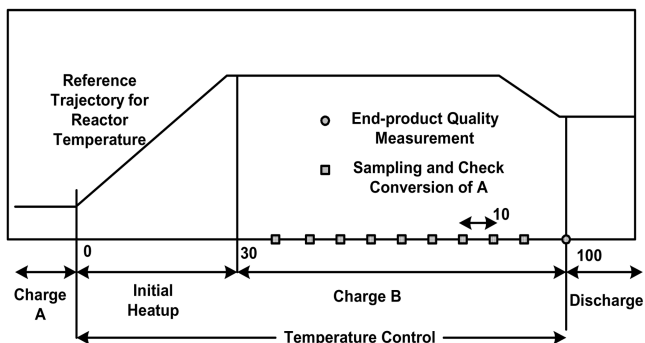 Reference
Trajectory for
Reactor
Temperature
End-product Quality
Measurement
Sampling and Check
Conversion of A
10
0
30
100
Charge
A
Initial
Heatup
Charge B
Discharge
Temperature Control